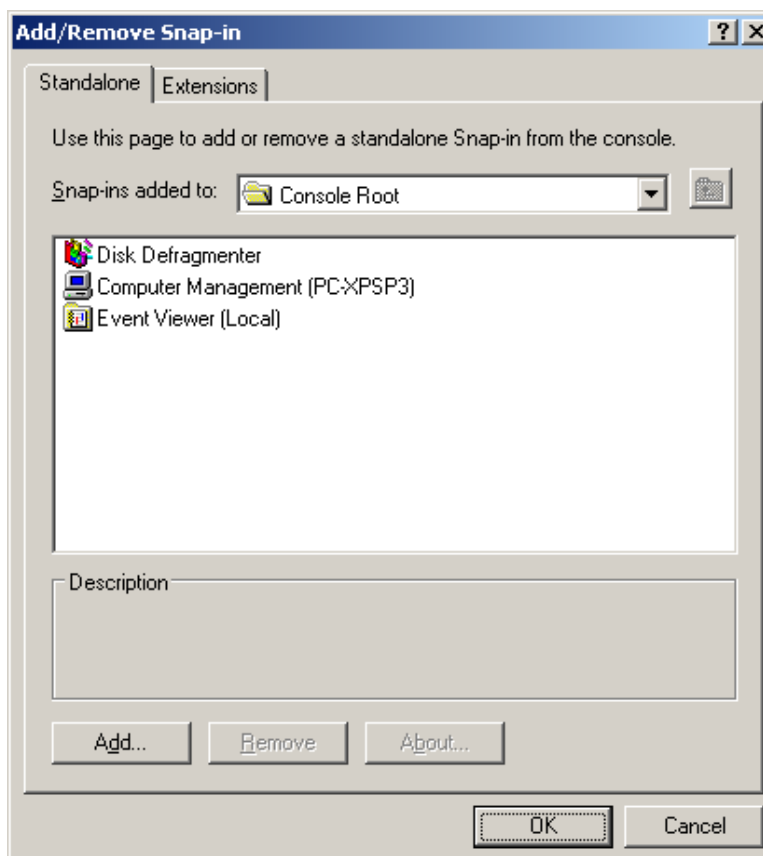 Add/Remove Snap-in
Standalone Extensions
Use this page to add or remove a standalone Snap-in from the console.
Snap-ins added to: Console Root
Disk Defragmenter
Computer Management (PC-XPSP3)
Event Viewer (Local)
Description
Add... Remove About...
OK Cancel